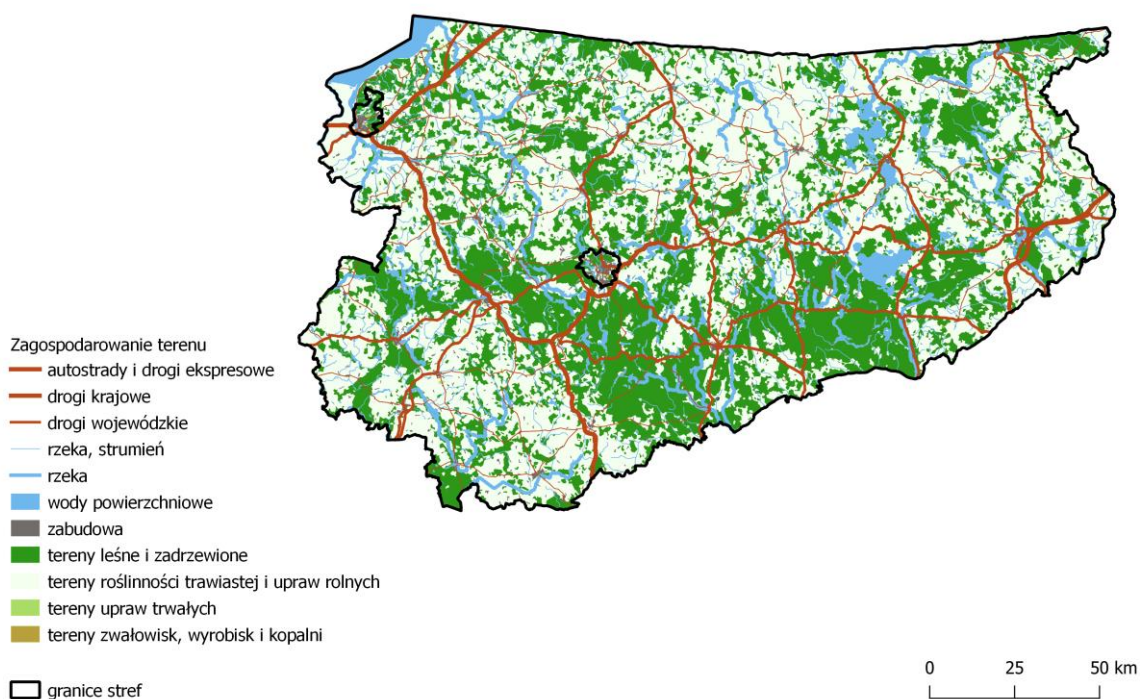 Zagospodarowanie terenu
autostrady i drogi ekspresowe
drogi krajowe
drogi wojewódzkie
rzeka, strumień
rzeka
wody powierzchniowe
zabudowa
tereny leśne i zadrzewione
tereny roślinności trawiastej i upraw rolnych
tereny upraw trwałych
tereny zwałowisk, wyrobisk i kopalni
granice stref
0 25 50 km